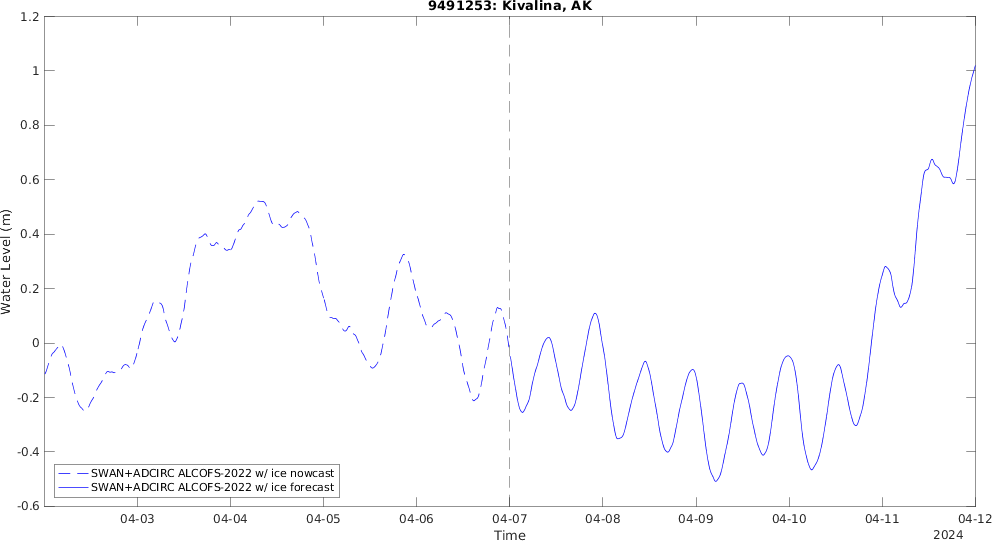 9491253: Kivalina, AK
1.2
1
0.8
0.6
0.4
0.2
0
-0.2
-0.4
-0.6
Water Level (m)
SWAN+ADCIRC ALCOFS-2022 w/ ice nowcast
SWAN+ADCIRC ALCOFS-2022 w/ ice forecast
04-03 04-04 04-05 04-06 04-07 04-08 04-09 04-10 04-11 04-12
Time
2024